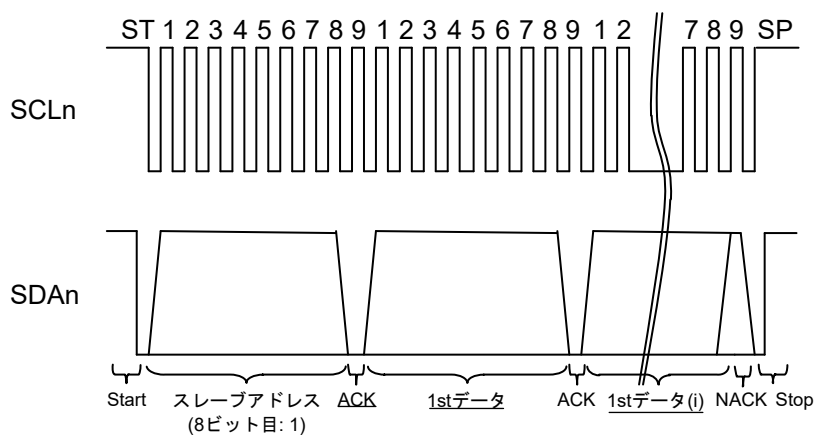 ST 1 2 3 4 5 6 7 8 9 1 2 3 4 5 6 7 8 9 1 2 7 8 9 SP
SCLn
SDAn
Start スレーブアドレス ACK 1stデータ ACK 1stデータ(i) NACK Stop
(8ビット目: 1)